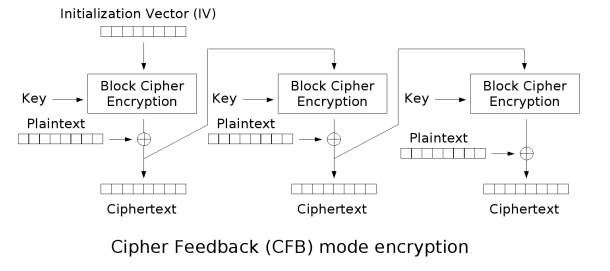 Initialization Vector (IV)
Block Cipher
Encryption
Key
Plaintext
Ciphertext
Block Cipher
Encryption
Key
Plaintext
Ciphertext
Block Cipher
Encryption
Key
Plaintext
Ciphertext
Cipher Feedback (CFB) mode encryption